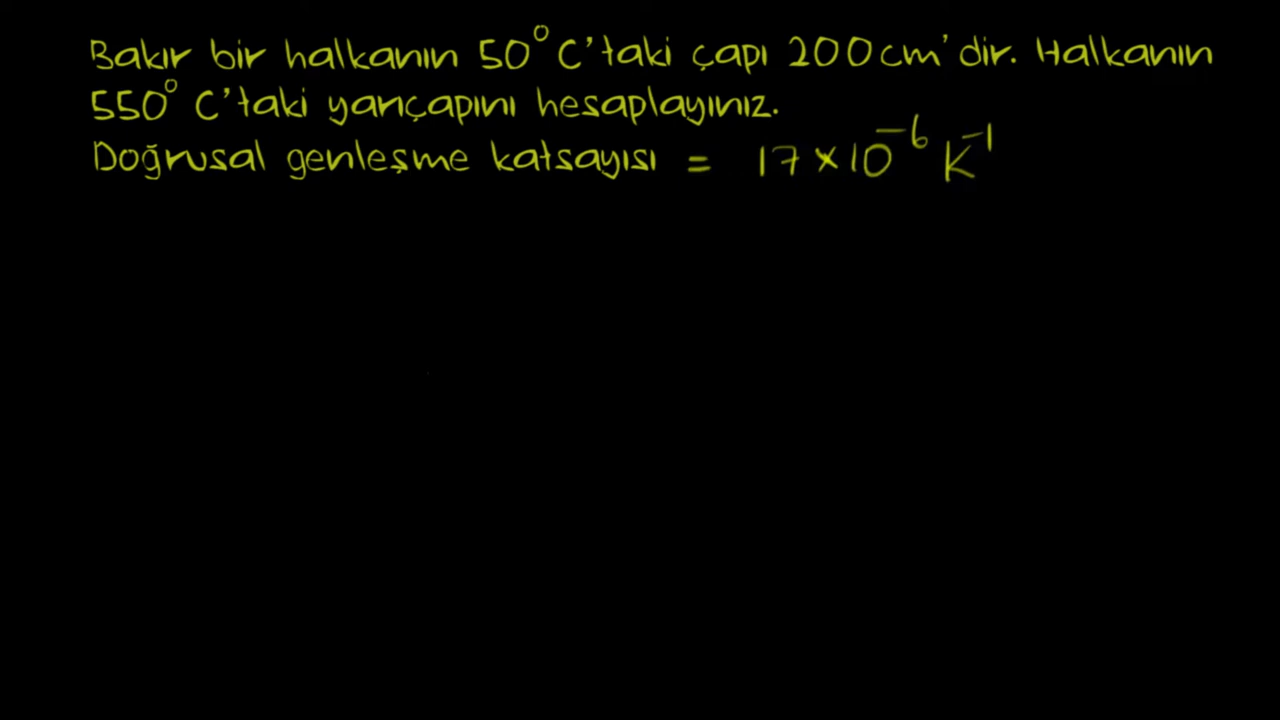 Bakır bir halkanın 50° C'taki çapı 200cm'dir. Halkanın
550° C'taki yarıçapını hesaplayınız.
Doğrusal genleşme katsayısı = 17 × 10⁻⁶ K⁻¹